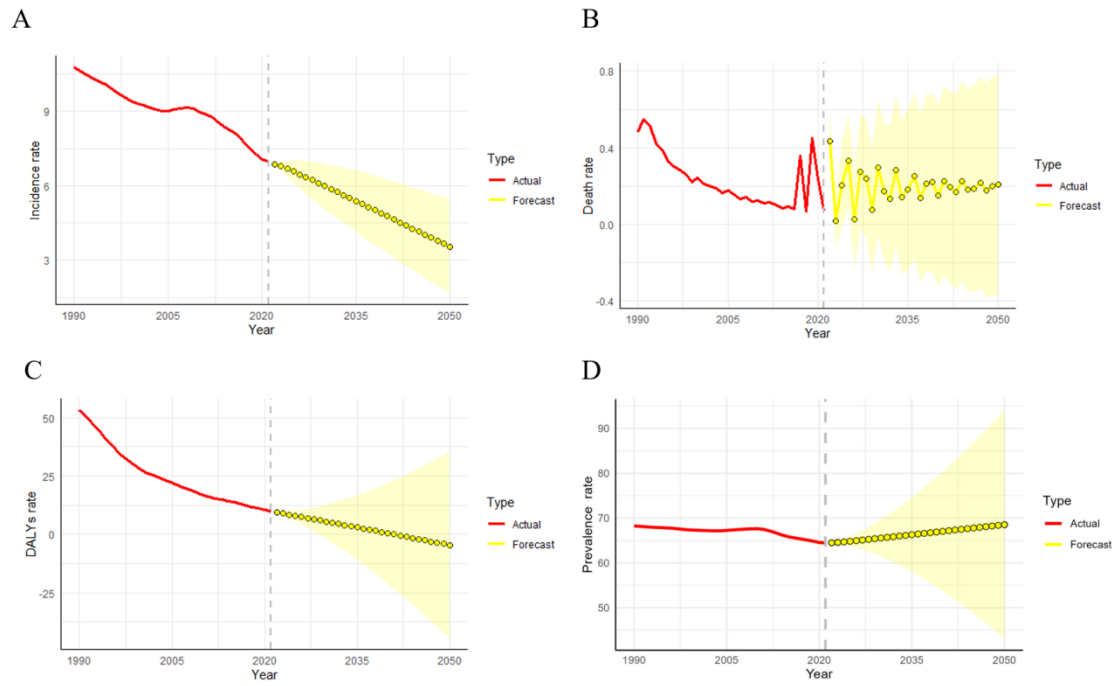 A
Incidence rate
9
6
3
1990
2005
2020
2035
2050
Year
Type
Actual
Forecast
B
Death rate
0.8
0.4
0.0
-0.4
1990
2005
2020
2035
2050
Year
Type
Actual
Forecast
C
DALY's rate
50
25
0
-25
1990
2005
2020
2035
2050
Year
Type
Actual
Forecast
D
Prevalence rate
90
80
70
60
50
1990
2005
2020
2035
2050
Year
Type
Actual
Forecast